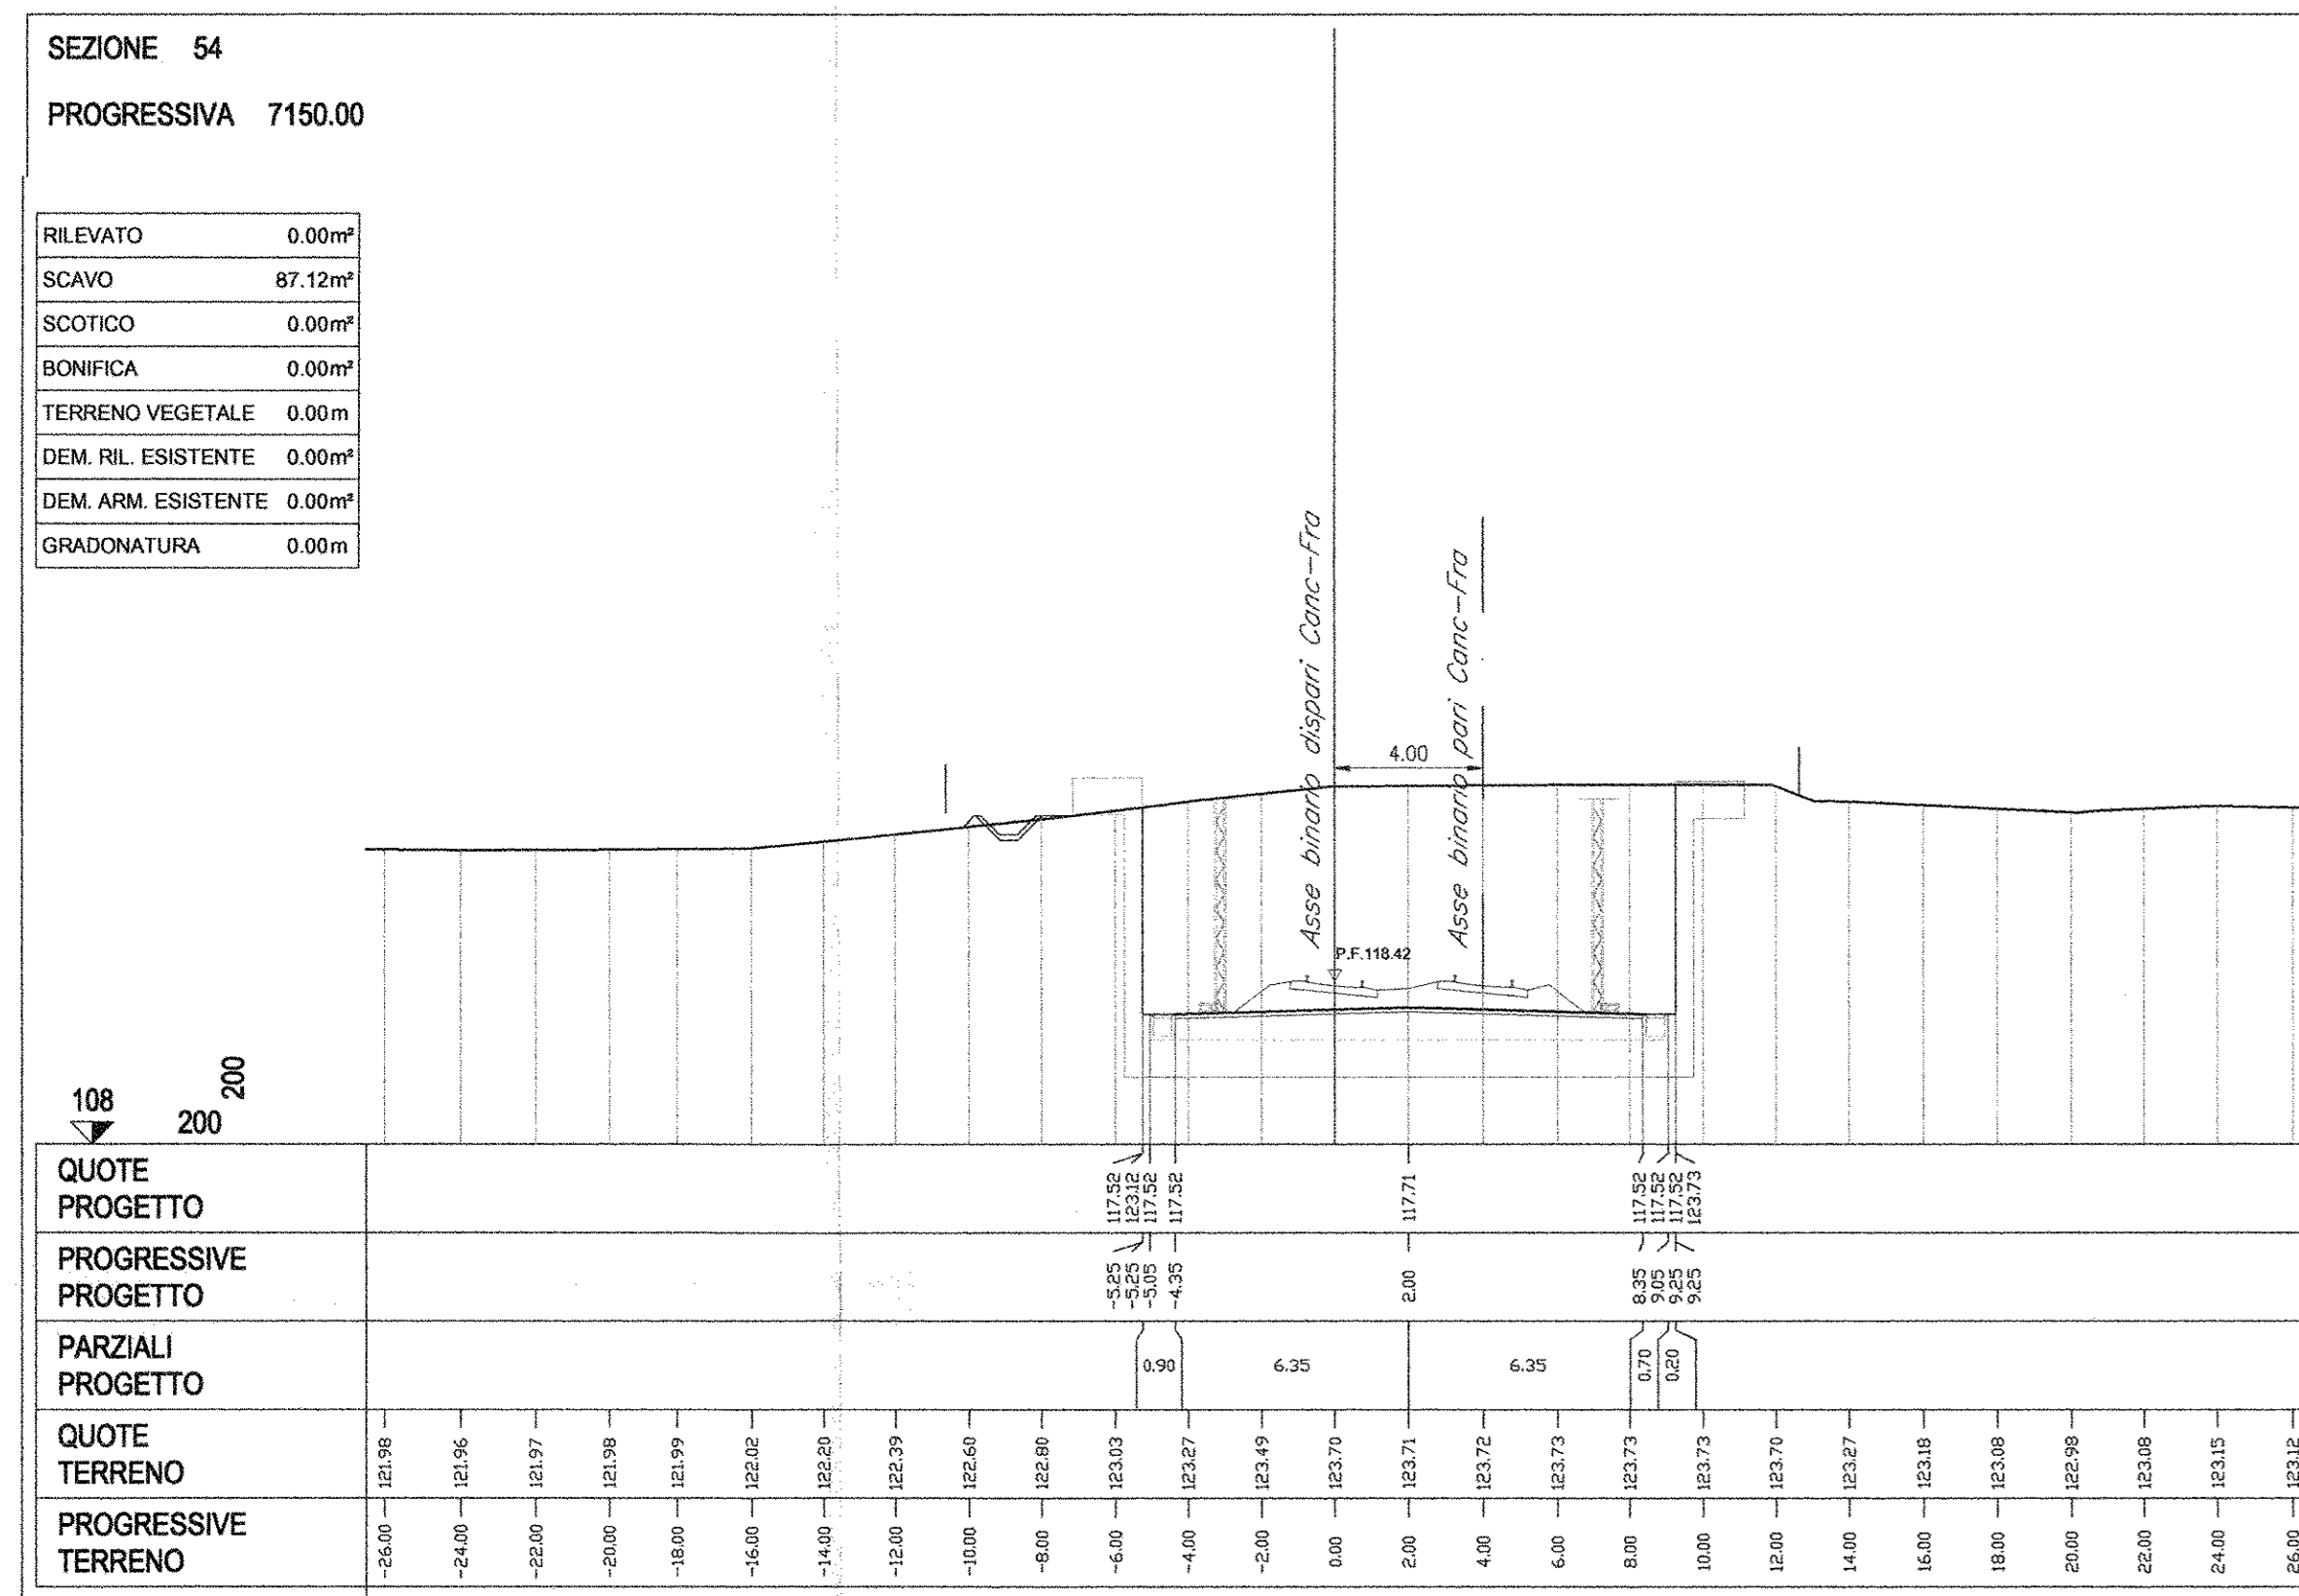 SEZIONE 54
PROGRESSIVA 7150.00
RILEVATO 0.00m²
SCAVO 87.12m²
SCOTICO 0.00m²
BONIFICA 0.00m²
TERRENO VEGETALE 0.00m
DEM. RIL. ESISTENTE 0.00m²
DEM. ARM. ESISTENTE 0.00m²
GRADONATURA 0.00m
Asse binario dispari Canc-Fra
Asse binario pari Canc-Fra
4.00
P.F.118.42
108
200
200
QUOTE PROGETTO
117.52 123.12 117.52 117.52 117.71 117.52 117.52 117.52 123.73
PROGRESSIVE PROGETTO
-5.25 -5.25 -5.05 -4.35 2.00 8.35 9.05 9.25 9.25
PARZIALI PROGETTO
0.90 6.35 6.35 0.70 0.20
QUOTE TERRENO
121.98 121.96 121.97 121.98 121.99 122.02 122.20 122.39 122.60 122.80 123.03 123.27 123.49 123.70 123.71 123.72 123.73 123.73 123.73 123.70 123.27 123.18 123.08 122.98 123.08 123.15 123.12
PROGRESSIVE TERRENO
-26.00 -24.00 -22.00 -20.00 -18.00 -16.00 -14.00 -12.00 -10.00 -8.00 -6.00 -4.00 -2.00 0.00 2.00 4.00 6.00 8.00 10.00 12.00 14.00 16.00 18.00 20.00 22.00 24.00 26.00